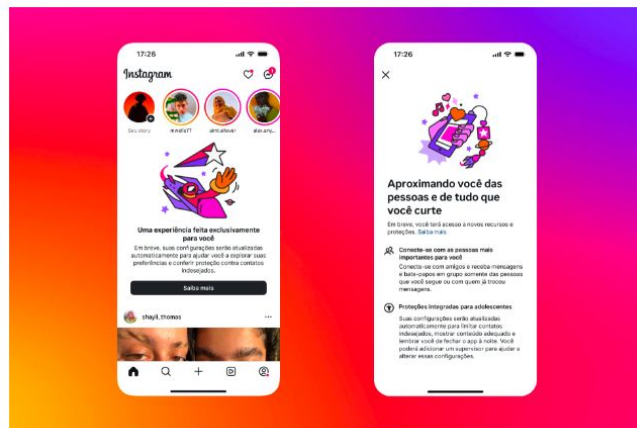 17:26
Instagram
Seu story
Uma experiência feita exclusivamente
para você
Em breve, suas configurações serão atualizadas
automaticamente para ajudar você a explorar suas
preferências e conferir proteção contra contatos
indesejados.
Saiba mais
shayli_thomas
17:26
Aproximando você das
pessoas e de tudo que
você curte
Em breve, você terá acesso a novos recursos e
proteções. Saiba mais
Conecte-se com as pessoas mais
importantes para você
Conecte-se com amigos e receba mensagens
e bate-papos em grupo somente das pessoas
que você segue ou com quem já trocou
mensagens.
Proteções integradas para adolescentes
Suas configurações serão atualizadas
automaticamente para limitar contatos
indesejados, mostrar conteúdo adequado e
lembrar você de fechar o app à noite. Você
poderá adicionar um supervisor para ajudar a
alterar essas configurações.